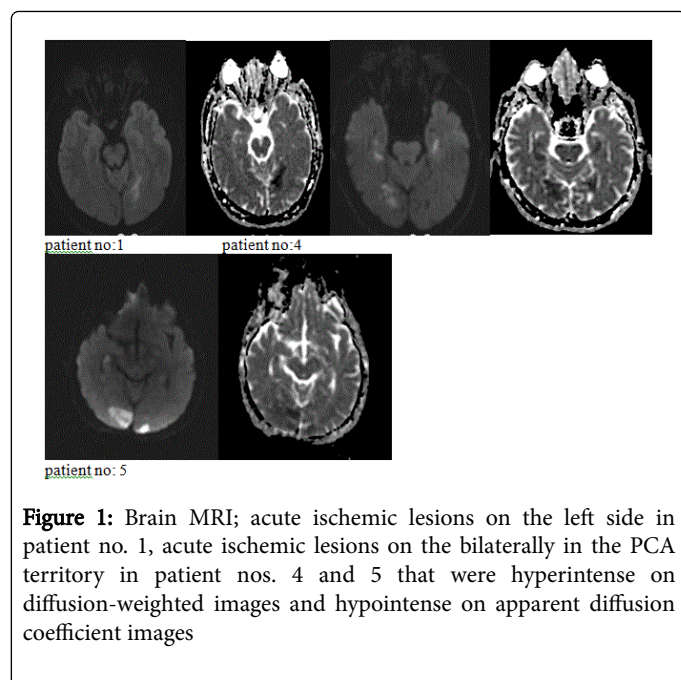 patient no:1 patient no:4
patient no: 5
Figure 1: Brain MRI; acute ischemic lesions on the left side in
patient no. 1, acute ischemic lesions on the bilaterally in the PCA
territory in patient nos. 4 and 5 that were hyperintense on
diffusion-weighted images and hypointense on apparent diffusion
coefficient images